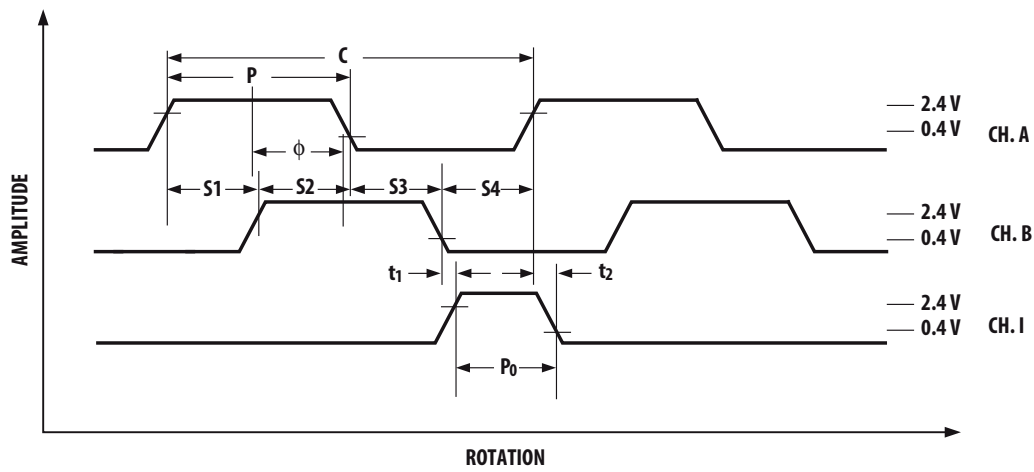 C
P
2.4 V
0.4 V
CH. A
ϕ
S1 S2 S3 S4
AMPLITUDE
2.4 V
0.4 V
CH. B
t1
t2
2.4 V
0.4 V
CH. I
P0
ROTATION